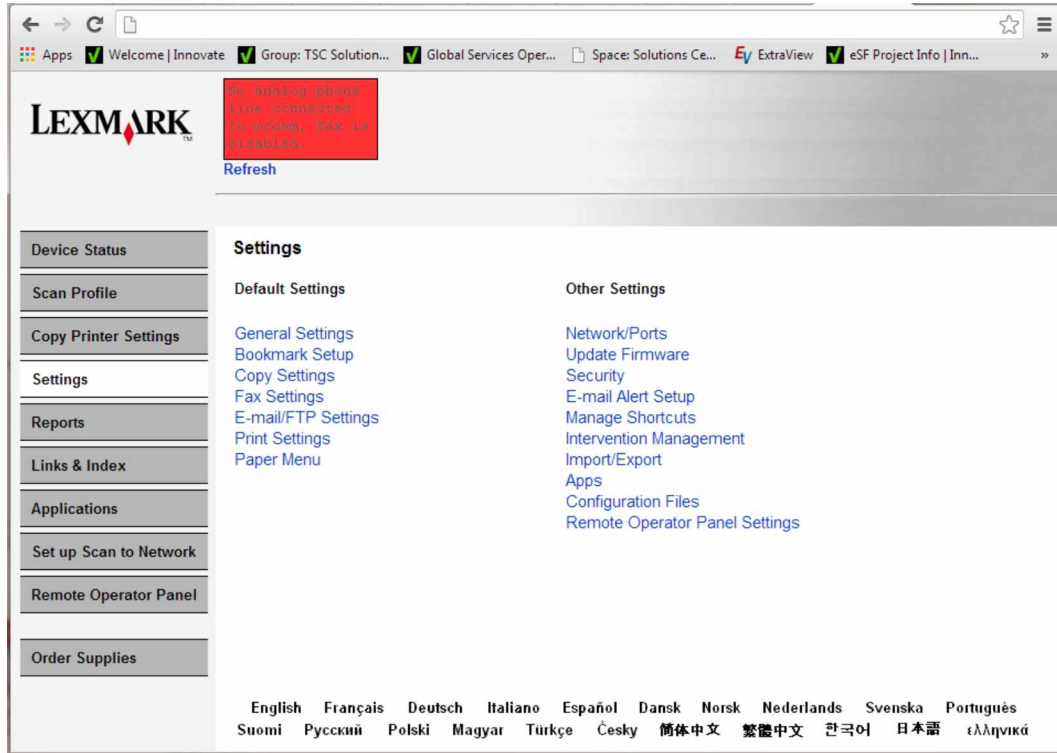 Apps Welcome | Innovate Group: TSC Solution... Global Services Oper... Space: Solutions Ce... EV ExtraView eSF Project Info | Inn... »
LEXMARK™
No analog phone
line connected
to modem, fax is
disabled.
Refresh
Device Status
Scan Profile
Copy Printer Settings
Settings
Reports
Links & Index
Applications
Set up Scan to Network
Remote Operator Panel
Order Supplies
Settings
Default Settings
General Settings
Bookmark Setup
Copy Settings
Fax Settings
E-mail/FTP Settings
Print Settings
Paper Menu
Other Settings
Network/Ports
Update Firmware
Security
E-mail Alert Setup
Manage Shortcuts
Intervention Management
Import/Export
Apps
Configuration Files
Remote Operator Panel Settings
English Français Deutsch Italiano Español Dansk Norsk Nederlands Svenska Português
Suomi Русский Polski Magyar Türkçe Česky 简体中文 繁體中文 한국어 日本語 ελληνικά